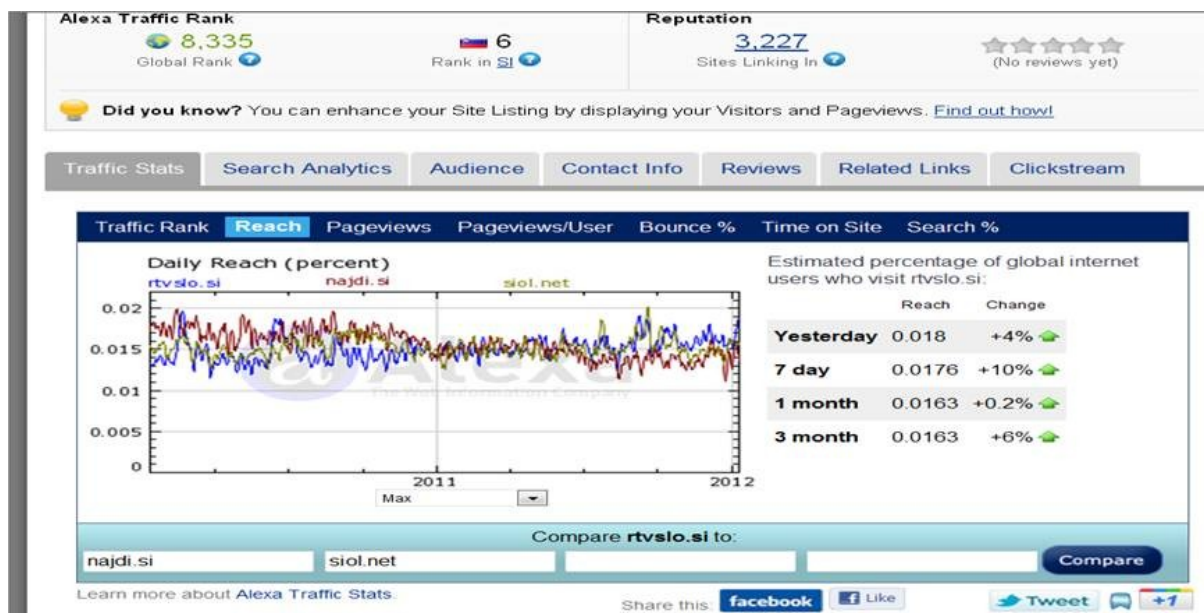 Alexa Traffic Rank
Reputation
8,335
6
3,227
Global Rank
Rank in SI
Sites Linking In
(No reviews yet)
Did you know? You can enhance your Site Listing by displaying your Visitors and Pageviews. Find out how!
Traffic Stats Search Analytics Audience Contact Info Reviews Related Links Clickstream
Traffic Rank Reach Pageviews Pageviews/User Bounce % Time on Site Search %
Daily Reach (percent)
rtvslo.si najdi.si siol.net
0.02
0.015
0.01
0.005
0
2011 2012
Alexa
The Web Information Company
Max
Estimated percentage of global internet
users who visit rtvslo.si:
Reach Change
Yesterday 0.018 +4%
7 day 0.0176 +10%
1 month 0.0163 +0.2%
3 month 0.0163 +6%
Compare rtvslo.si to:
najdi.si siol.net Compare
Learn more about Alexa Traffic Stats.
Share this: facebook Like Tweet +1